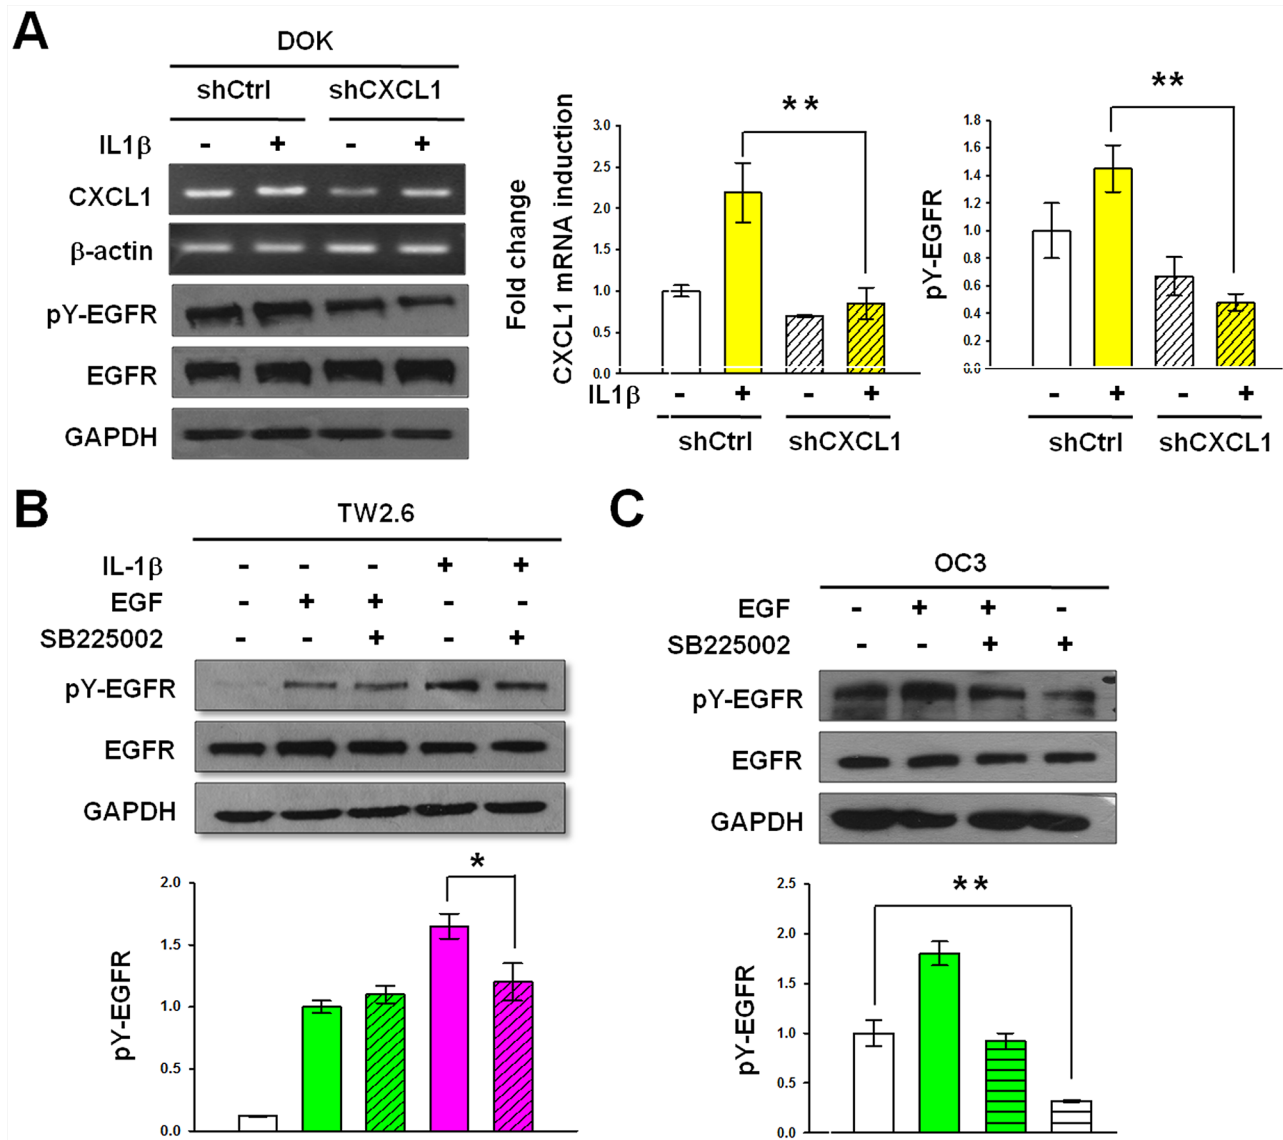 A
DOK
shCtrl shCXCL1
IL1β - + - +
CXCL1
β-actin
pY-EGFR
EGFR
GAPDH
Fold change
CXCL1 mRNA induction
3.0
2.5
2.0
1.5
1.0
0.5
0.0
**
IL1β - + - +
shCtrl shCXCL1
pY-EGFR
1.8
1.6
1.4
1.2
1.0
0.8
0.6
0.4
0.2
0.0
**
- + - +
shCtrl shCXCL1
B
TW2.6
IL-1β - - - + +
EGF - + + - -
SB225002 - - + - +
pY-EGFR
EGFR
GAPDH
pY-EGFR
2.0
1.5
1.0
0.5
0.0
*
C
OC3
EGF - + + -
SB225002 - - + +
pY-EGFR
EGFR
GAPDH
pY-EGFR
2.5
2.0
1.5
1.0
0.5
0.0
**